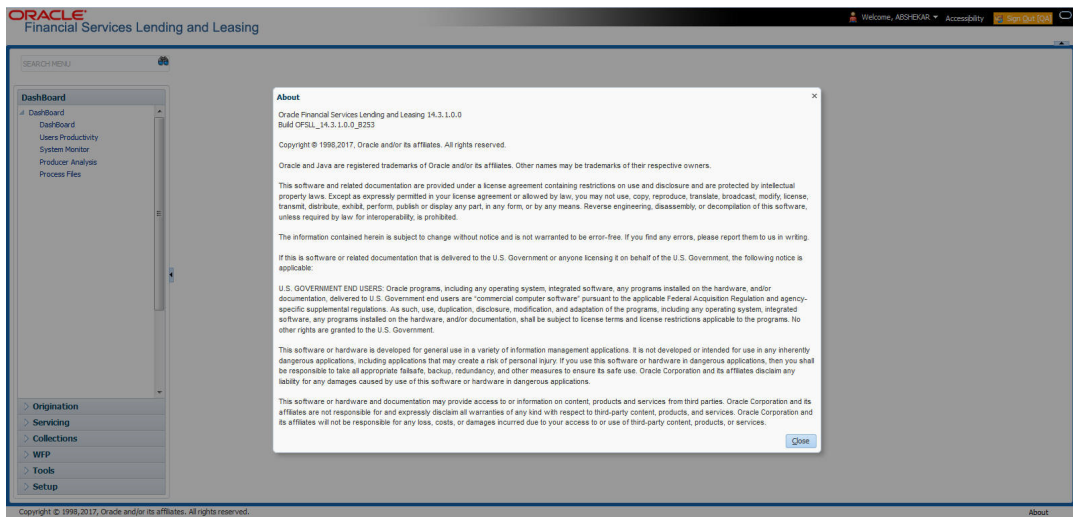 ORACLE
Financial Services Lending and Leasing
Welcome, ABSHEKAR
Accessibility
Sign Out [QA]
SEARCH MENU
DashBoard
DashBoard
DashBoard
Users Productivity
System Monitor
Producer Analysis
Process Files
Origination
Servicing
Collections
WFP
Tools
Setup
About
Oracle Financial Services Lending and Leasing 14.3.1.0.0
Build OFSLL_14.3.1.0.0_B253
Copyright © 1998,2017, Oracle and/or its affiliates. All rights reserved.
Oracle and Java are registered trademarks of Oracle and/or its affiliates. Other names may be trademarks of their respective owners.
This software and related documentation are provided under a license agreement containing restrictions on use and disclosure and are protected by intellectual
property laws. Except as expressly permitted in your license agreement or allowed by law, you may not use, copy, reproduce, translate, broadcast, modify, license,
transmit, distribute, exhibit, perform, publish or display any part, in any form, or by any means. Reverse engineering, disassembly, or decompilation of this software,
unless required by law for interoperability, is prohibited.
The information contained herein is subject to change without notice and is not warranted to be error-free. If you find any errors, please report them to us in writing.
If this is software or related documentation that is delivered to the U.S. Government or anyone licensing it on behalf of the U.S. Government, the following notice is
applicable:
U.S. GOVERNMENT END USERS: Oracle programs, including any operating system, integrated software, any programs installed on the hardware, and/or
documentation, delivered to U.S. Government end users are "commercial computer software" pursuant to the applicable Federal Acquisition Regulation and agency-
specific supplemental regulations. As such, use, duplication, disclosure, modification, and adaptation of the programs, including any operating system, integrated
software, any programs installed on the hardware, and/or documentation, shall be subject to license terms and license restrictions applicable to the programs. No
other rights are granted to the U.S. Government.
This software or hardware is developed for general use in a variety of information management applications. It is not developed or intended for use in any inherently
dangerous applications, including applications that may create a risk of personal injury. If you use this software or hardware in dangerous applications, then you shall
be responsible to take all appropriate failsafe, backup, redundancy, and other measures to ensure its safe use. Oracle Corporation and its affiliates disclaim any
liability for any damages caused by use of this software or hardware in dangerous applications.
This software or hardware and documentation may provide access to or information on content, products and services from third parties. Oracle Corporation and its
affiliates are not responsible for and expressly disclaim all warranties of any kind with respect to third-party content, products, and services. Oracle Corporation and
its affiliates will not be responsible for any loss, costs, or damages incurred due to your access to or use of third-party content, products, or services.
Close
Copyright © 1998,2017, Oracle and/or its affiliates. All rights reserved.
About